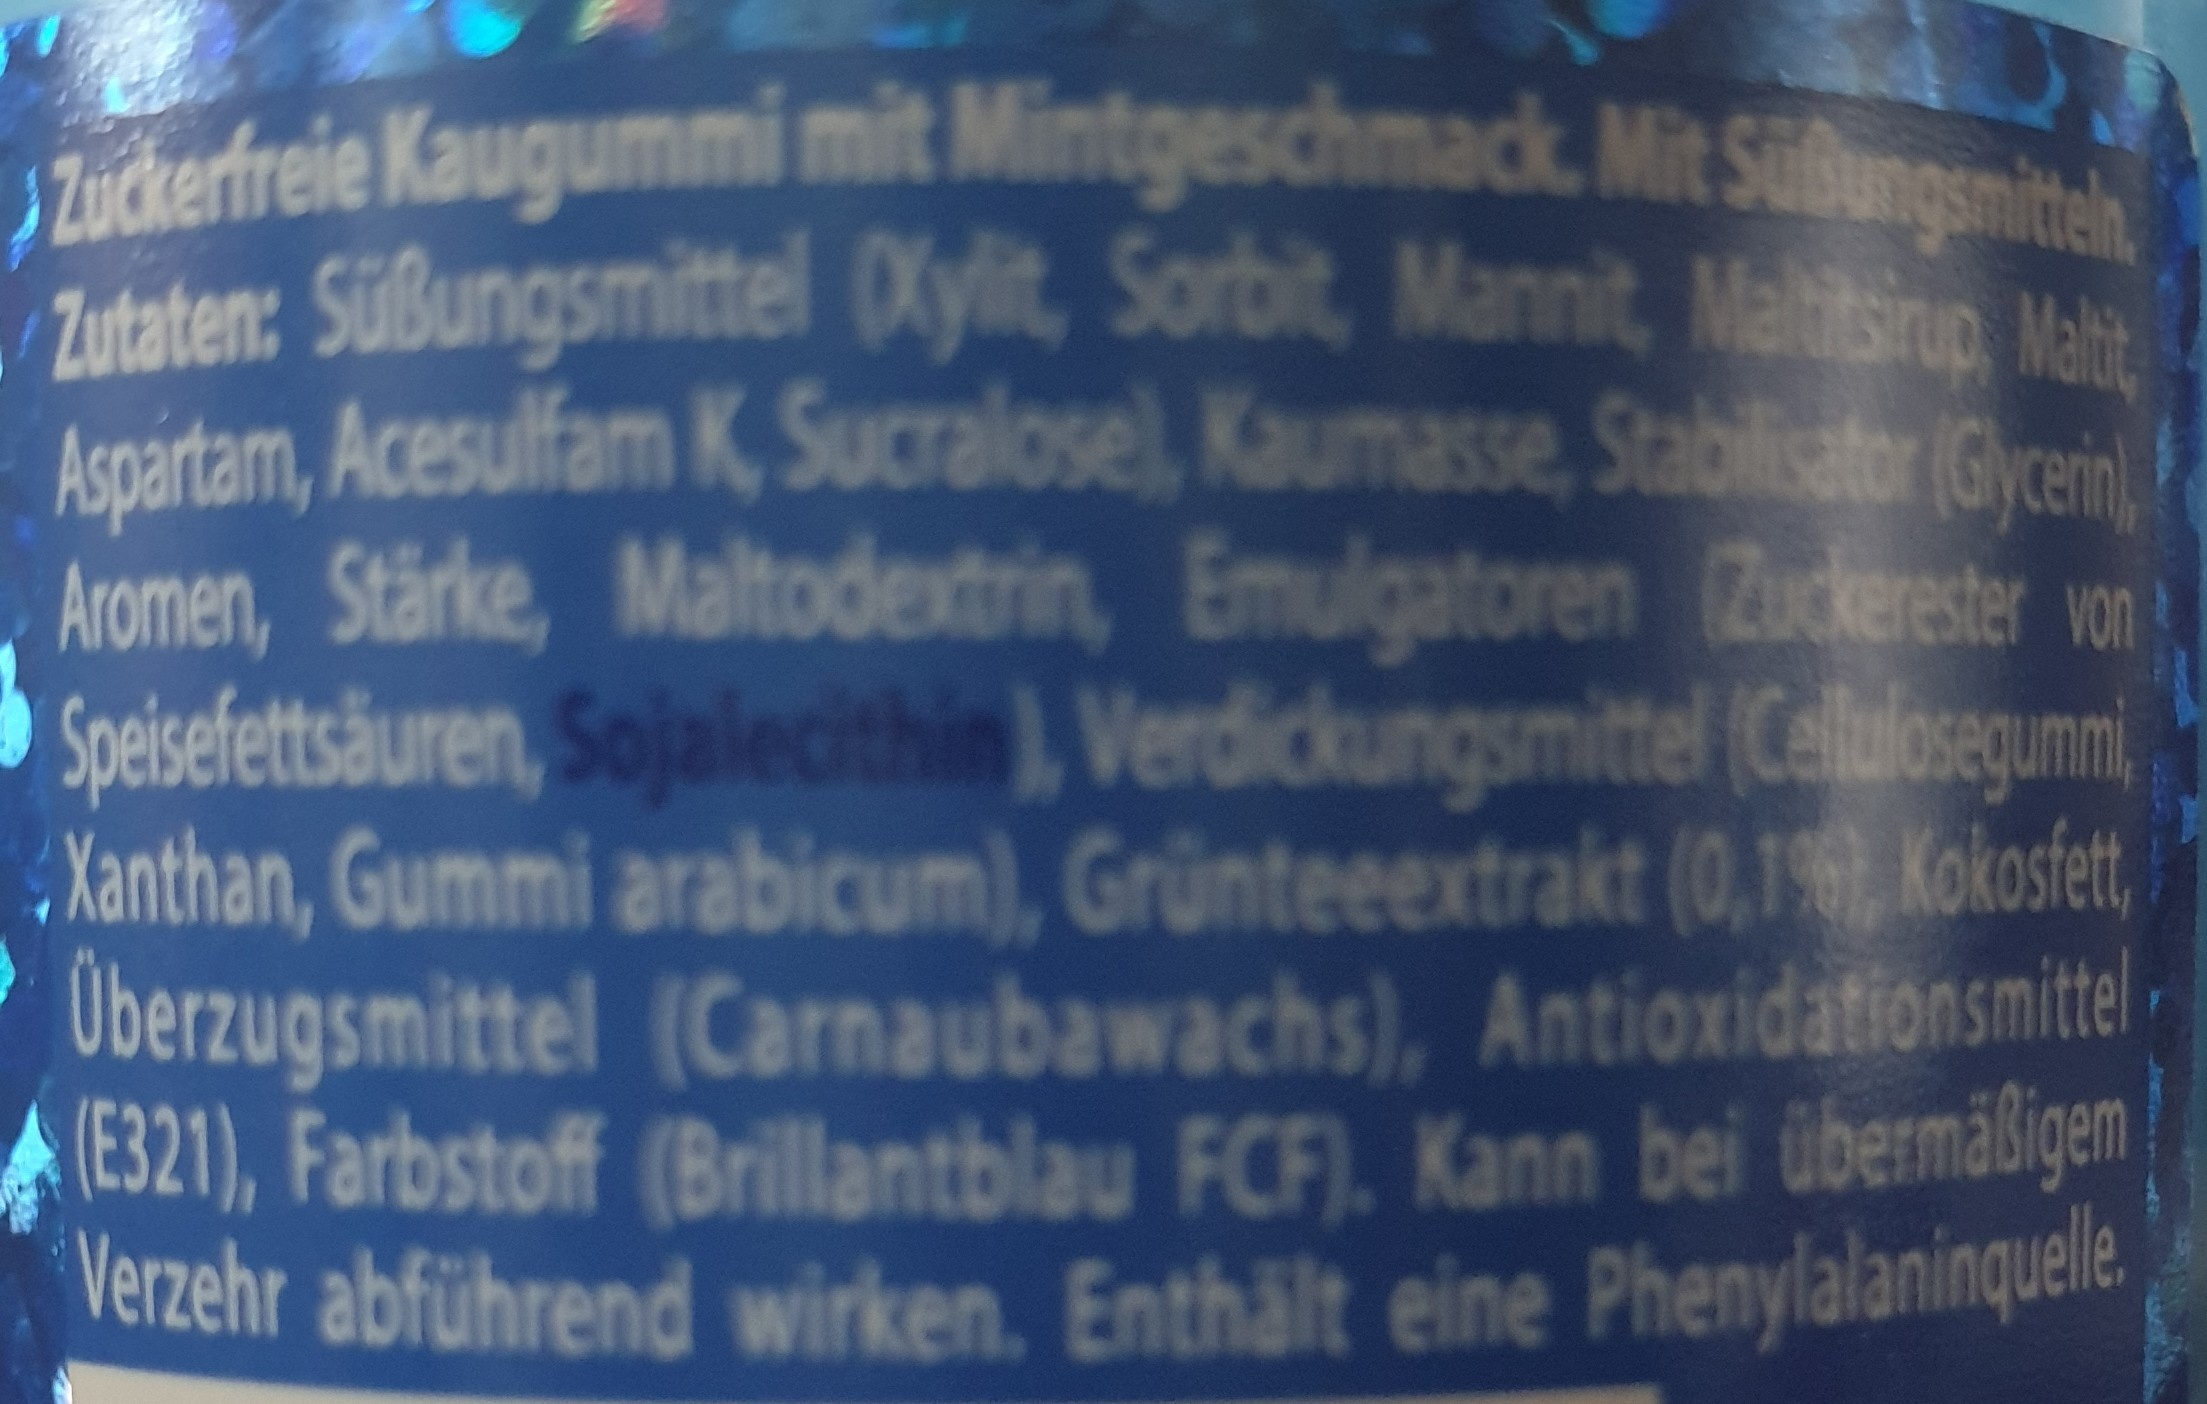 Zuckerfreie Kaugummi mit Mintgeschmack. Mit Süßungsmitteln.
Zutaten: Süßungsmittel (Xylit, Sorbit, Mannit, Maltitsirup, Maltit,
Aspartam, Acesulfam K, Sucralose), Kaumasse, Stabilisator (Glycerin),
Aromen, Stärke, Maltodextrin, Emulgatoren (Zuckerester von
Speisefettsäuren, Sojalecithin), Verdickungsmittel (Cellulosegummi,
Xanthan, Gummi arabicum), Grünteeextrakt (0,1%), Kokosfett,
Überzugsmittel (Carnaubawachs), Antioxidationsmittel
(E321), Farbstoff (Brillantblau FCF). Kann bei übermäßigem
Verzehr abführend wirken. Enthält eine Phenylalaninquelle.